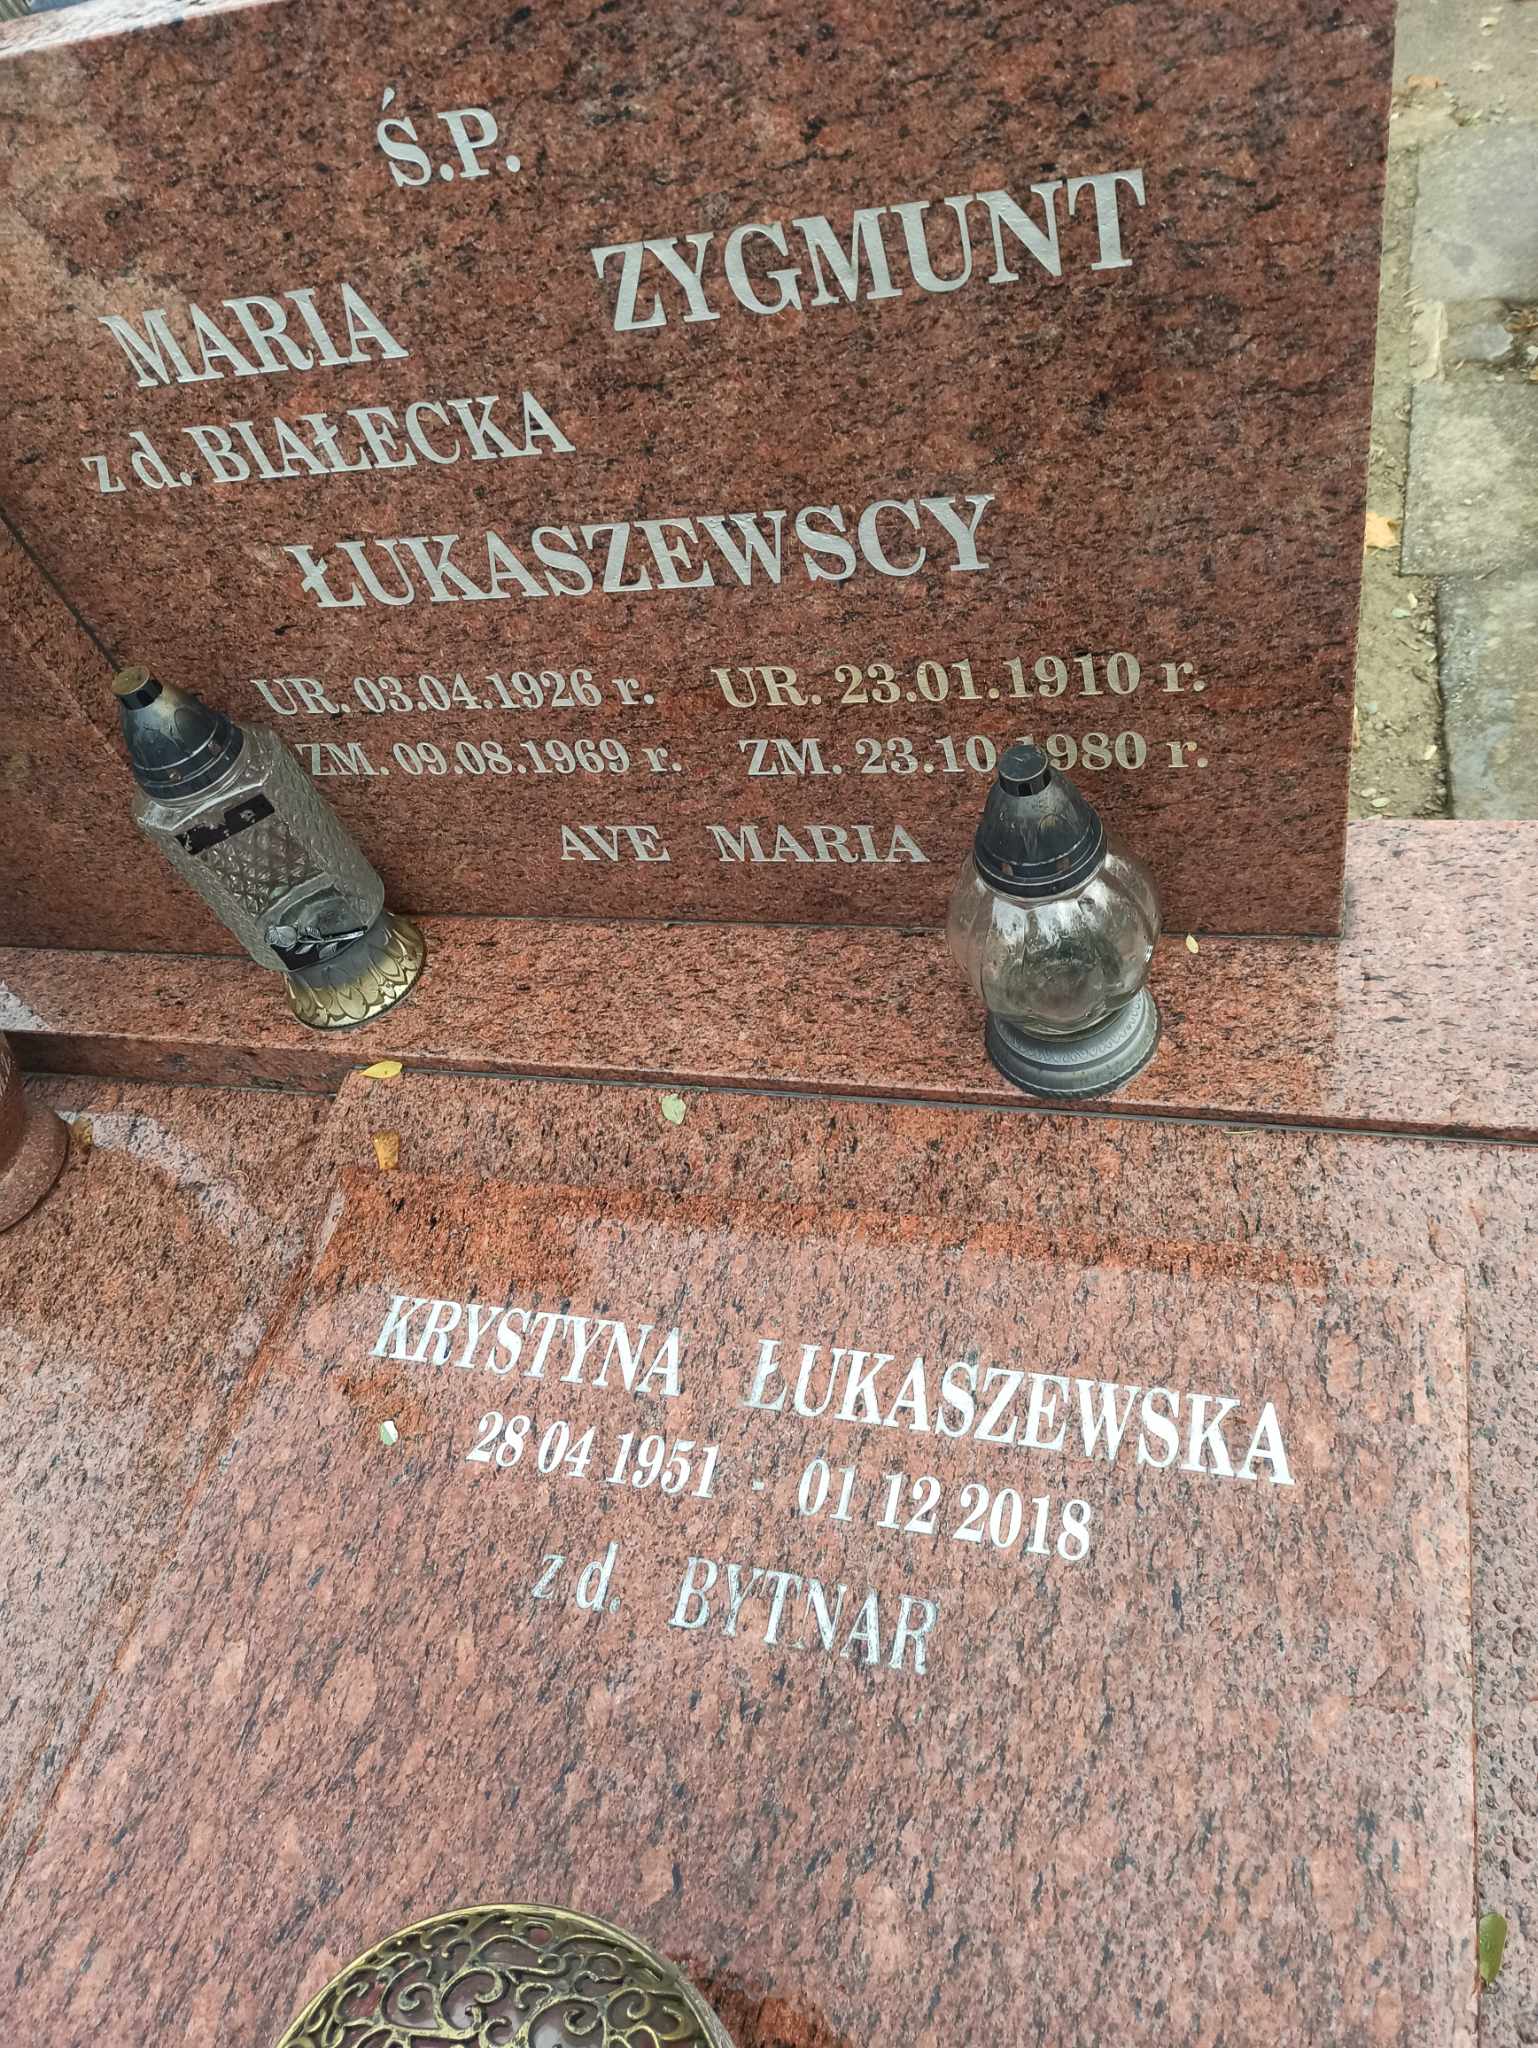 Ś.P.
MARIA ZYGMUNT
z d. BIAŁECKA
ŁUKASZEWSCY
UR. 03.04.1926 r. UR. 23.01.1910 r.
ZM. 09.08.1969 r. ZM. 23.10.1980 r.
AVE MARIA
KRYSTYNA ŁUKASZEWSKA
28 04 1951 - 01 12 2018
z d. BYTNAR